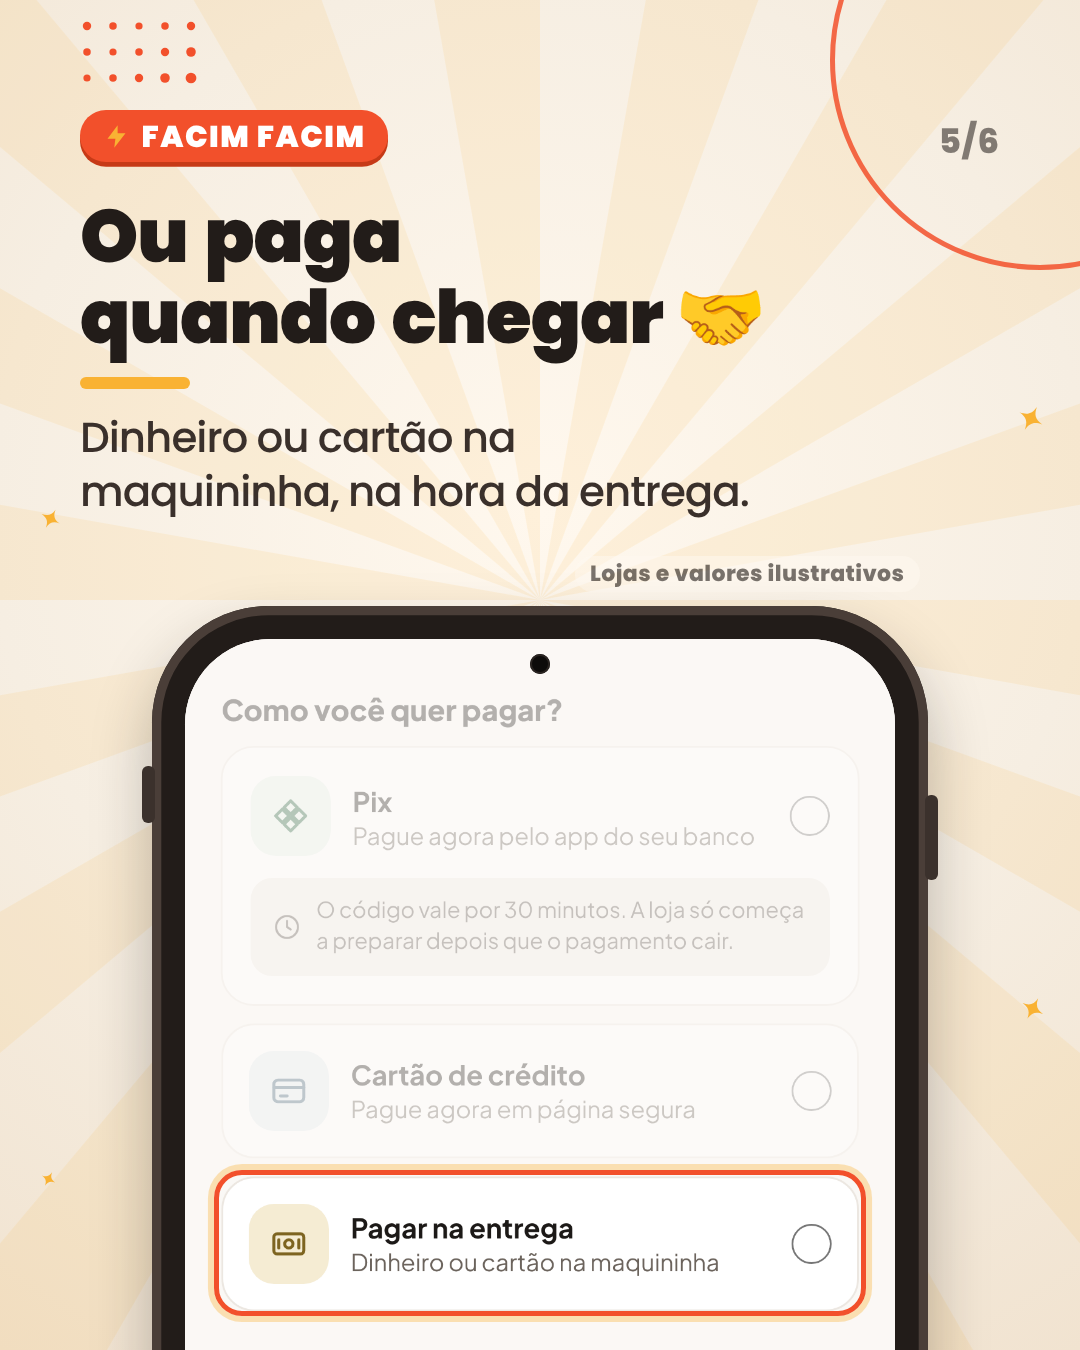 FACIM FACIM
5/6
Ou paga
quando chegar 🤝
Dinheiro ou cartão na
maquininha, na hora da entrega.
Lojas e valores ilustrativos
Como você quer pagar?
Pix
Pague agora pelo app do seu banco
O código vale por 30 minutos. A loja só começa
a preparar depois que o pagamento cair.
Cartão de crédito
Pague agora em página segura
Pagar na entrega
Dinheiro ou cartão na maquininha